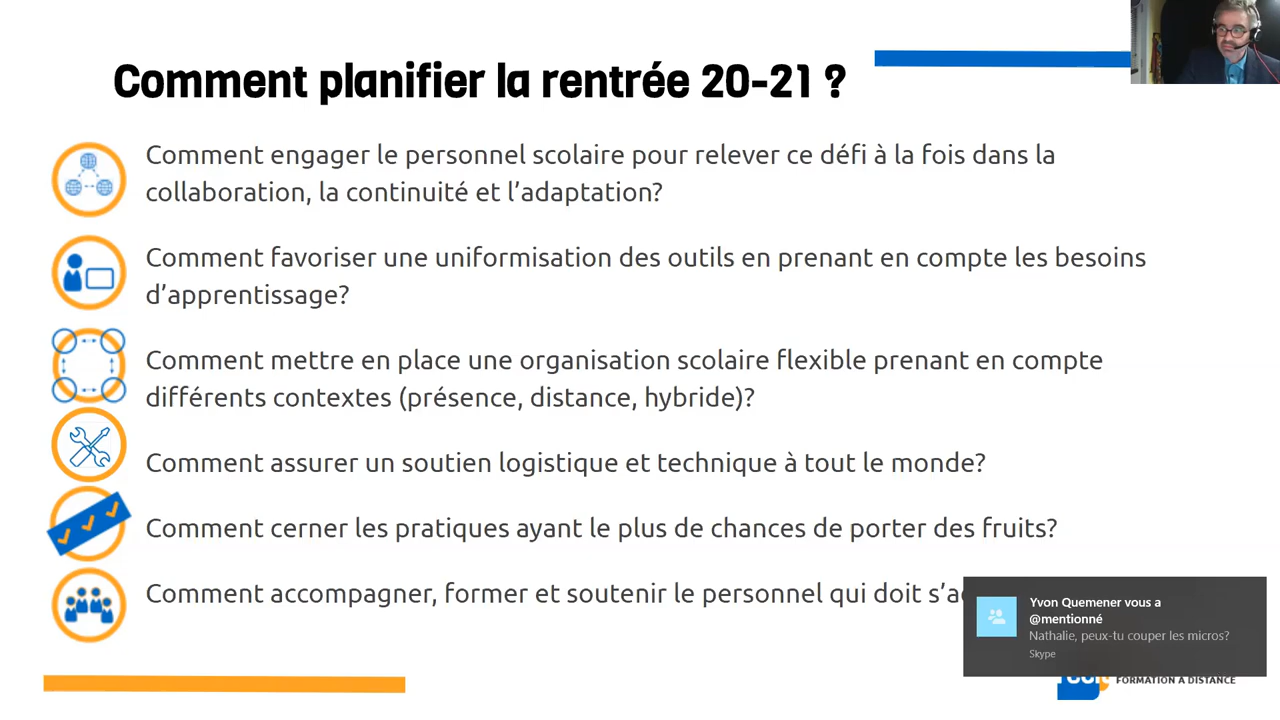 Comment planifier la rentrée 20-21 ?
Comment engager le personnel scolaire pour relever ce défi à la fois dans la
collaboration, la continuité et l’adaptation?
Comment favoriser une uniformisation des outils en prenant en compte les besoins
d’apprentissage?
Comment mettre en place une organisation scolaire flexible prenant en compte
différents contextes (présence, distance, hybride)?
Comment assurer un soutien logistique et technique à tout le monde?
Comment cerner les pratiques ayant le plus de chances de porter des fruits?
Comment accompagner, former et soutenir le personnel qui doit
Yvon Quemener vous a
@mentionné
Nathalie, peux-tu couper les micros?
Skype
FORMATION À DISTANCE